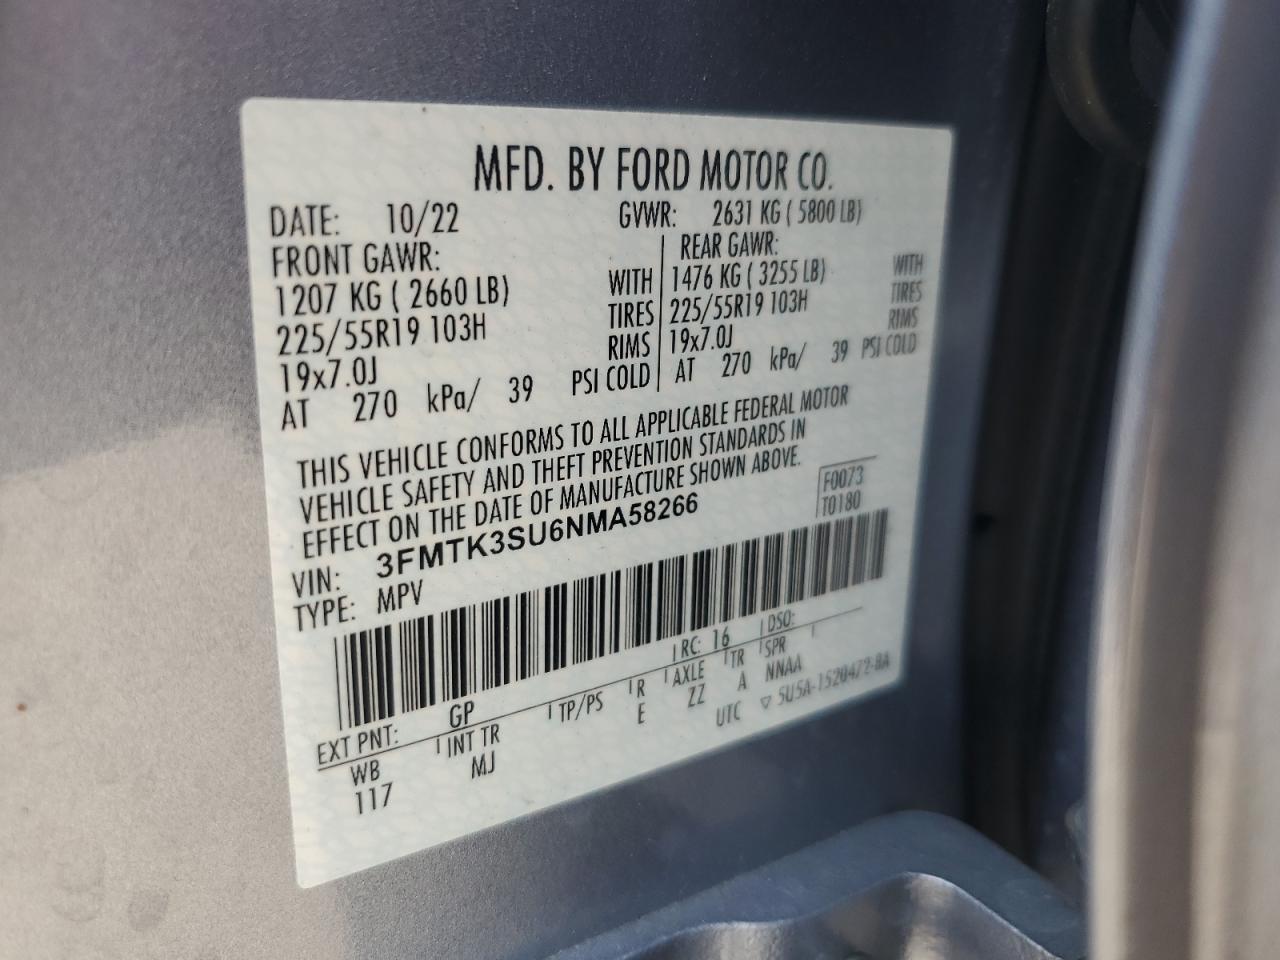 MFD. BY FORD MOTOR CO.
DATE: 10/22 GVWR: 2631 KG ( 5800 LB)
FRONT GAWR: REAR GAWR:
1207 KG ( 2660 LB) WITH 1476 KG ( 3255 LB) WITH
225/55R19 103H TIRES 225/55R19 103H TIRES
19x7.0J RIMS 19x7.0J RIMS
AT 270 kPa/ 39 PSI COLD AT 270 kPa/ 39 PSI COLD
THIS VEHICLE CONFORMS TO ALL APPLICABLE FEDERAL MOTOR
VEHICLE SAFETY AND THEFT PREVENTION STANDARDS IN
EFFECT ON THE DATE OF MANUFACTURE SHOWN ABOVE.
F0073
T0180
VIN: 3FMTK3SU6NMA58266
TYPE: MPV
EXT PNT: GP RC: 16 DSO:
WB INT TR TP/PS R AXLE TR SPR
117 MJ E ZZ A NNAA
UTC ▽ 5U5A-1520472-BA